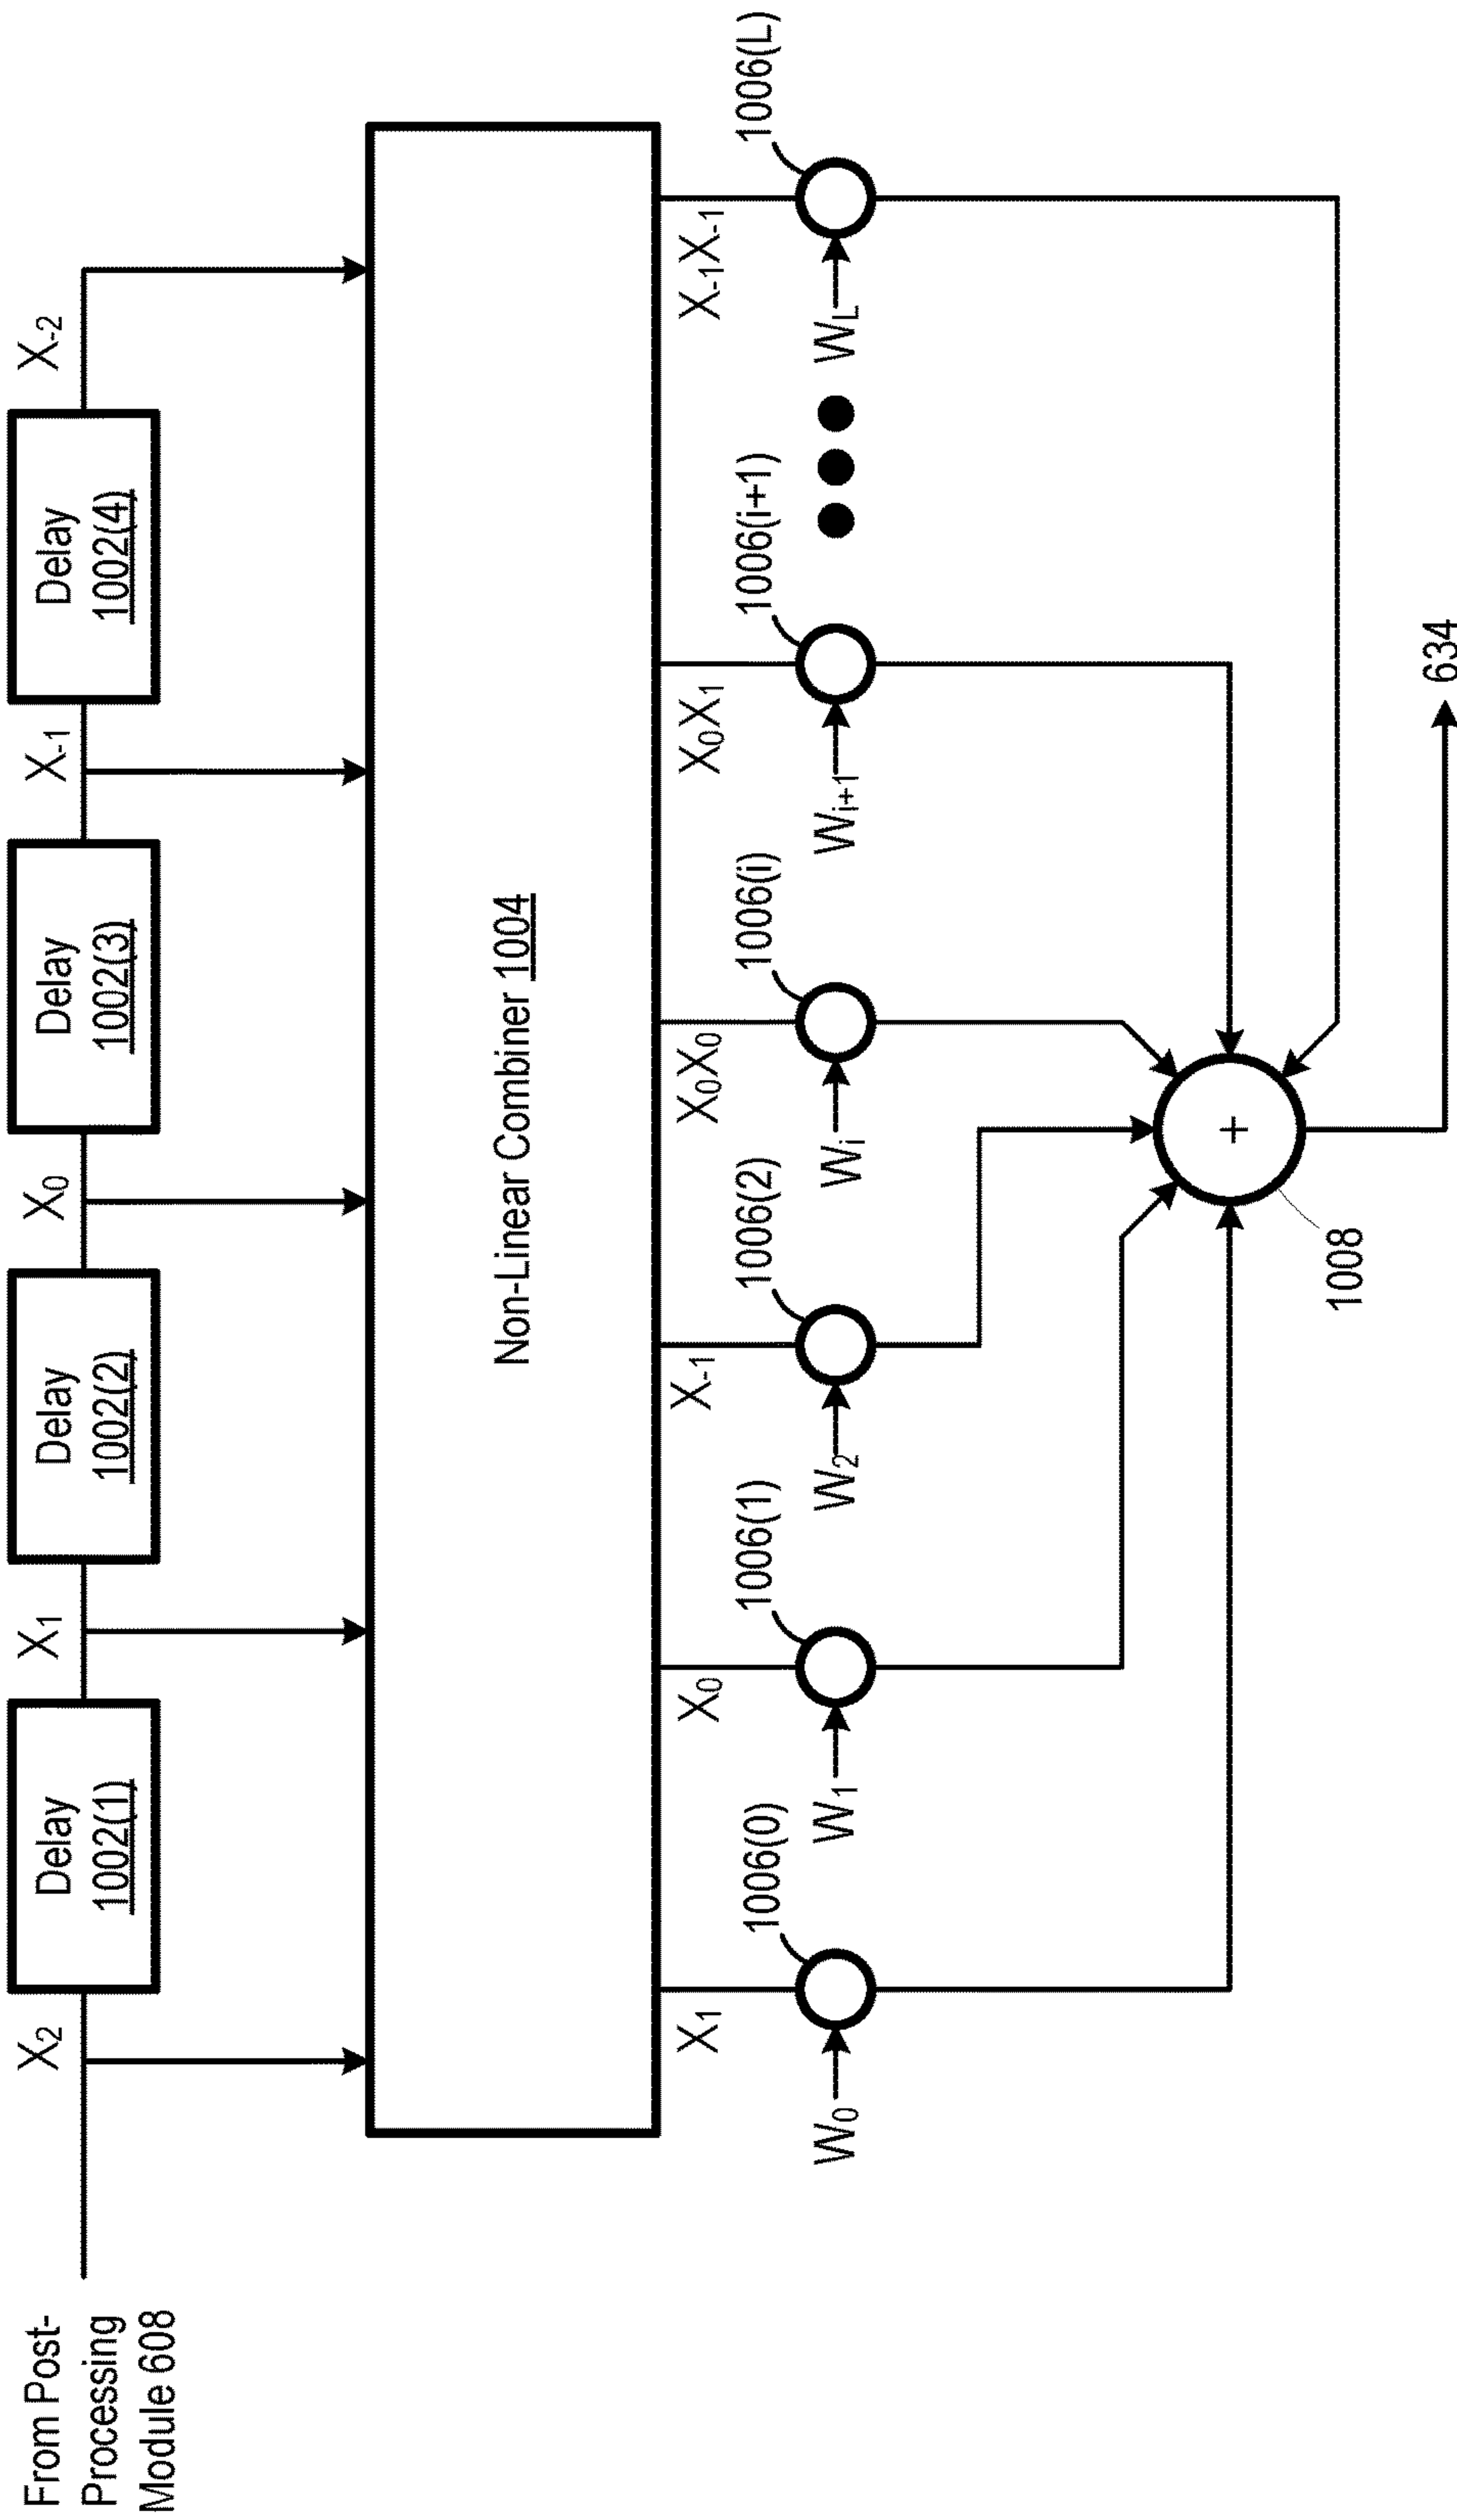 From Post-
Processing
Module 608
X₂
Delay
1002(1)
X₁
Delay
1002(2)
X₀
Delay
1002(3)
X₋₁
Delay
1002(4)
X₋₂
Non-Linear Combiner 1004
X₁
X₀
X₋₁
X₀X₀
X₀X₁
X₋₁X₋₁
1006(0)
1006(1)
1006(2)
1006(i)
1006(i+1)
1006(L)
W₀
W₁
W₂
Wᵢ
Wᵢ₊₁
W_L
+
1008
634